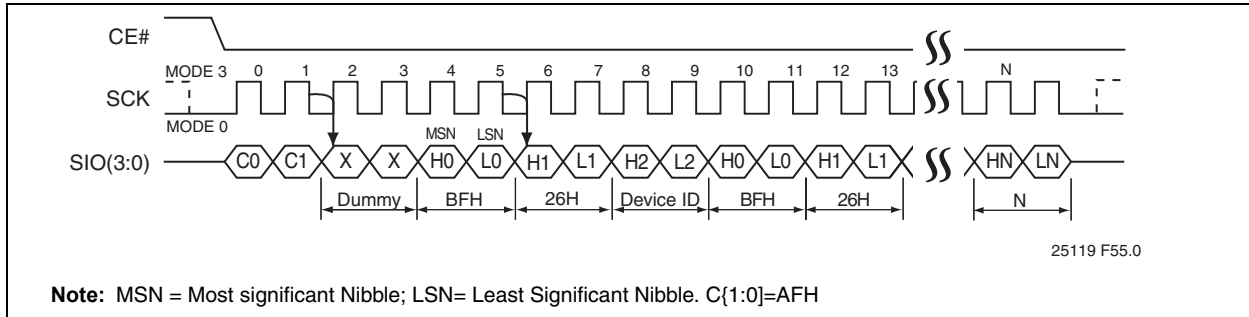 CE#
MODE 3 0 1 2 3 4 5 6 7 8 9 10 11 12 13 N
SCK
MODE 0
MSN LSN
SIO(3:0) C0 C1 X X H0 L0 H1 L1 H2 L2 H0 L0 H1 L1 HN LN
Dummy BFH 26H Device ID BFH 26H N
25119 F55.0
Note: MSN = Most significant Nibble; LSN= Least Significant Nibble. C{1:0]=AFH